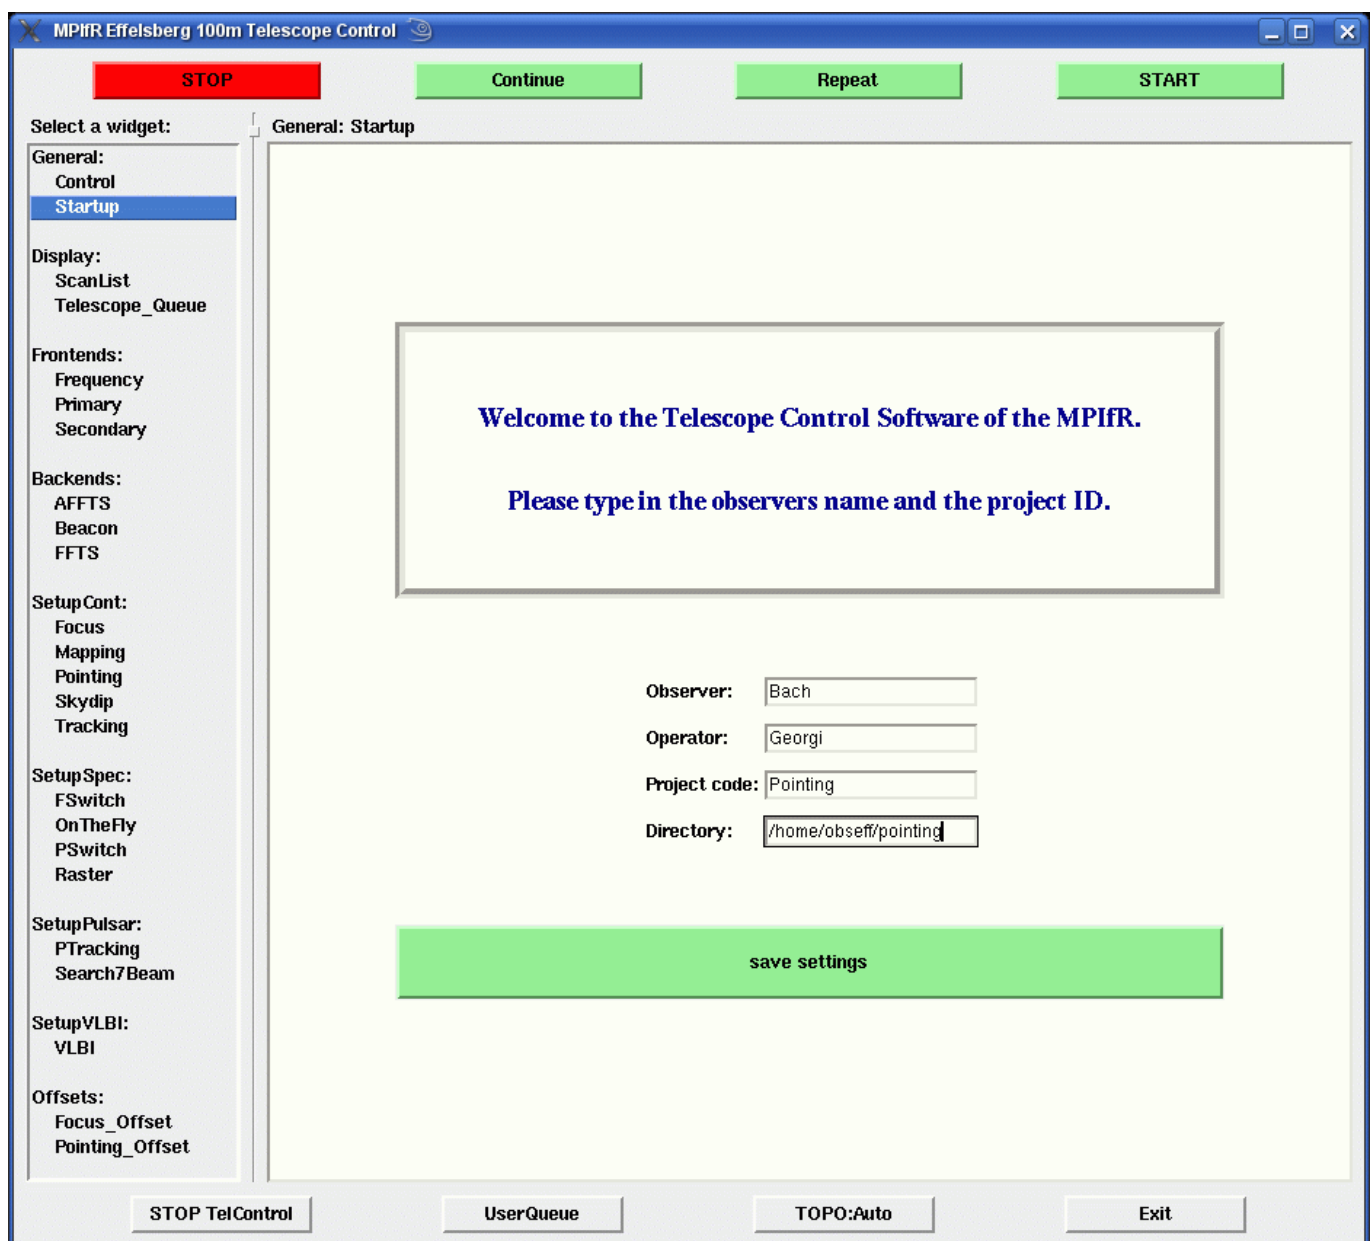 MPIfR Effelsberg 100m Telescope Control
STOP
Continue
Repeat
START
Select a widget:
General: Startup
General:
Control
Startup
Display:
ScanList
Telescope_Queue
Frontends:
Frequency
Primary
Secondary
Backends:
AFFTS
Beacon
FFTS
SetupCont:
Focus
Mapping
Pointing
Skydip
Tracking
SetupSpec:
FSwitch
OnTheFly
PSwitch
Raster
SetupPulsar:
PTracking
Search7Beam
SetupVLBI:
VLBI
Offsets:
Focus_Offset
Pointing_Offset
Welcome to the Telescope Control Software of the MPIfR.
Please type in the observers name and the project ID.
Observer: Bach
Operator: Georgi
Project code: Pointing
Directory: /home/obseff/pointing
save settings
STOP TelControl
UserQueue
TOPO:Auto
Exit